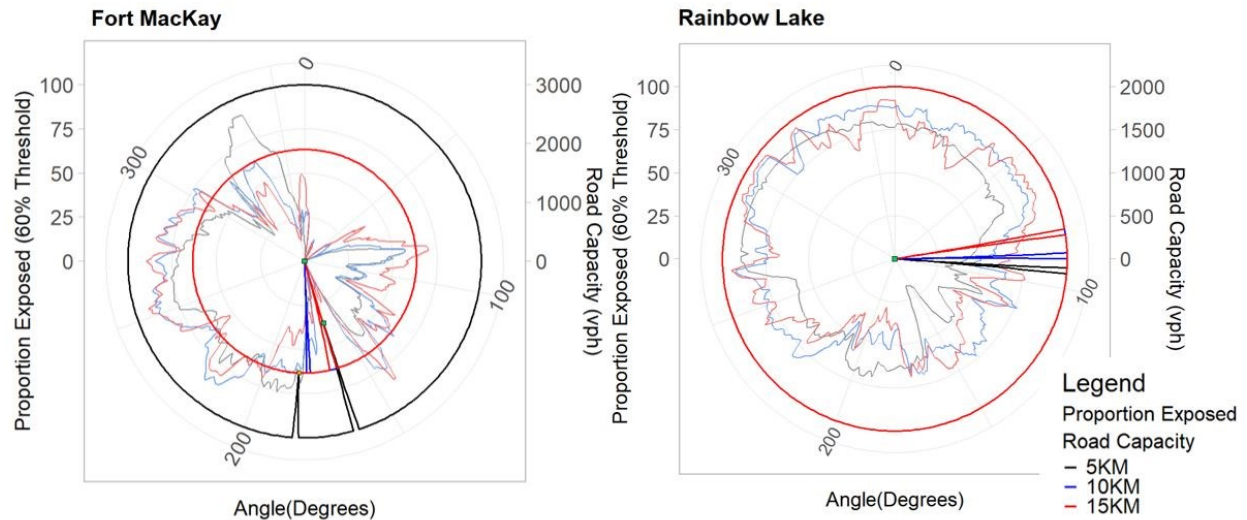 Fort MacKay
Proportion Exposed (60% Threshold)
100
75
50
25
0
0
100
200
300
3000
2000
1000
0
Road Capacity (vph)
Angle(Degrees)
Rainbow Lake
Proportion Exposed (60% Threshold)
100
75
50
25
0
0
100
200
300
2000
1500
1000
500
0
Road Capacity (vph)
Angle(Degrees)
Legend
Proportion Exposed
Road Capacity
5KM
10KM
15KM